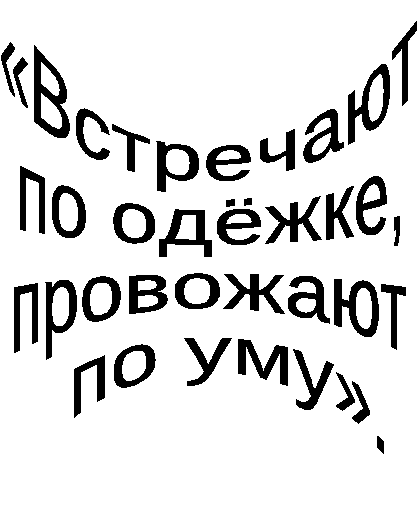 «Встречают
по одёжке,
провожают
по уму».